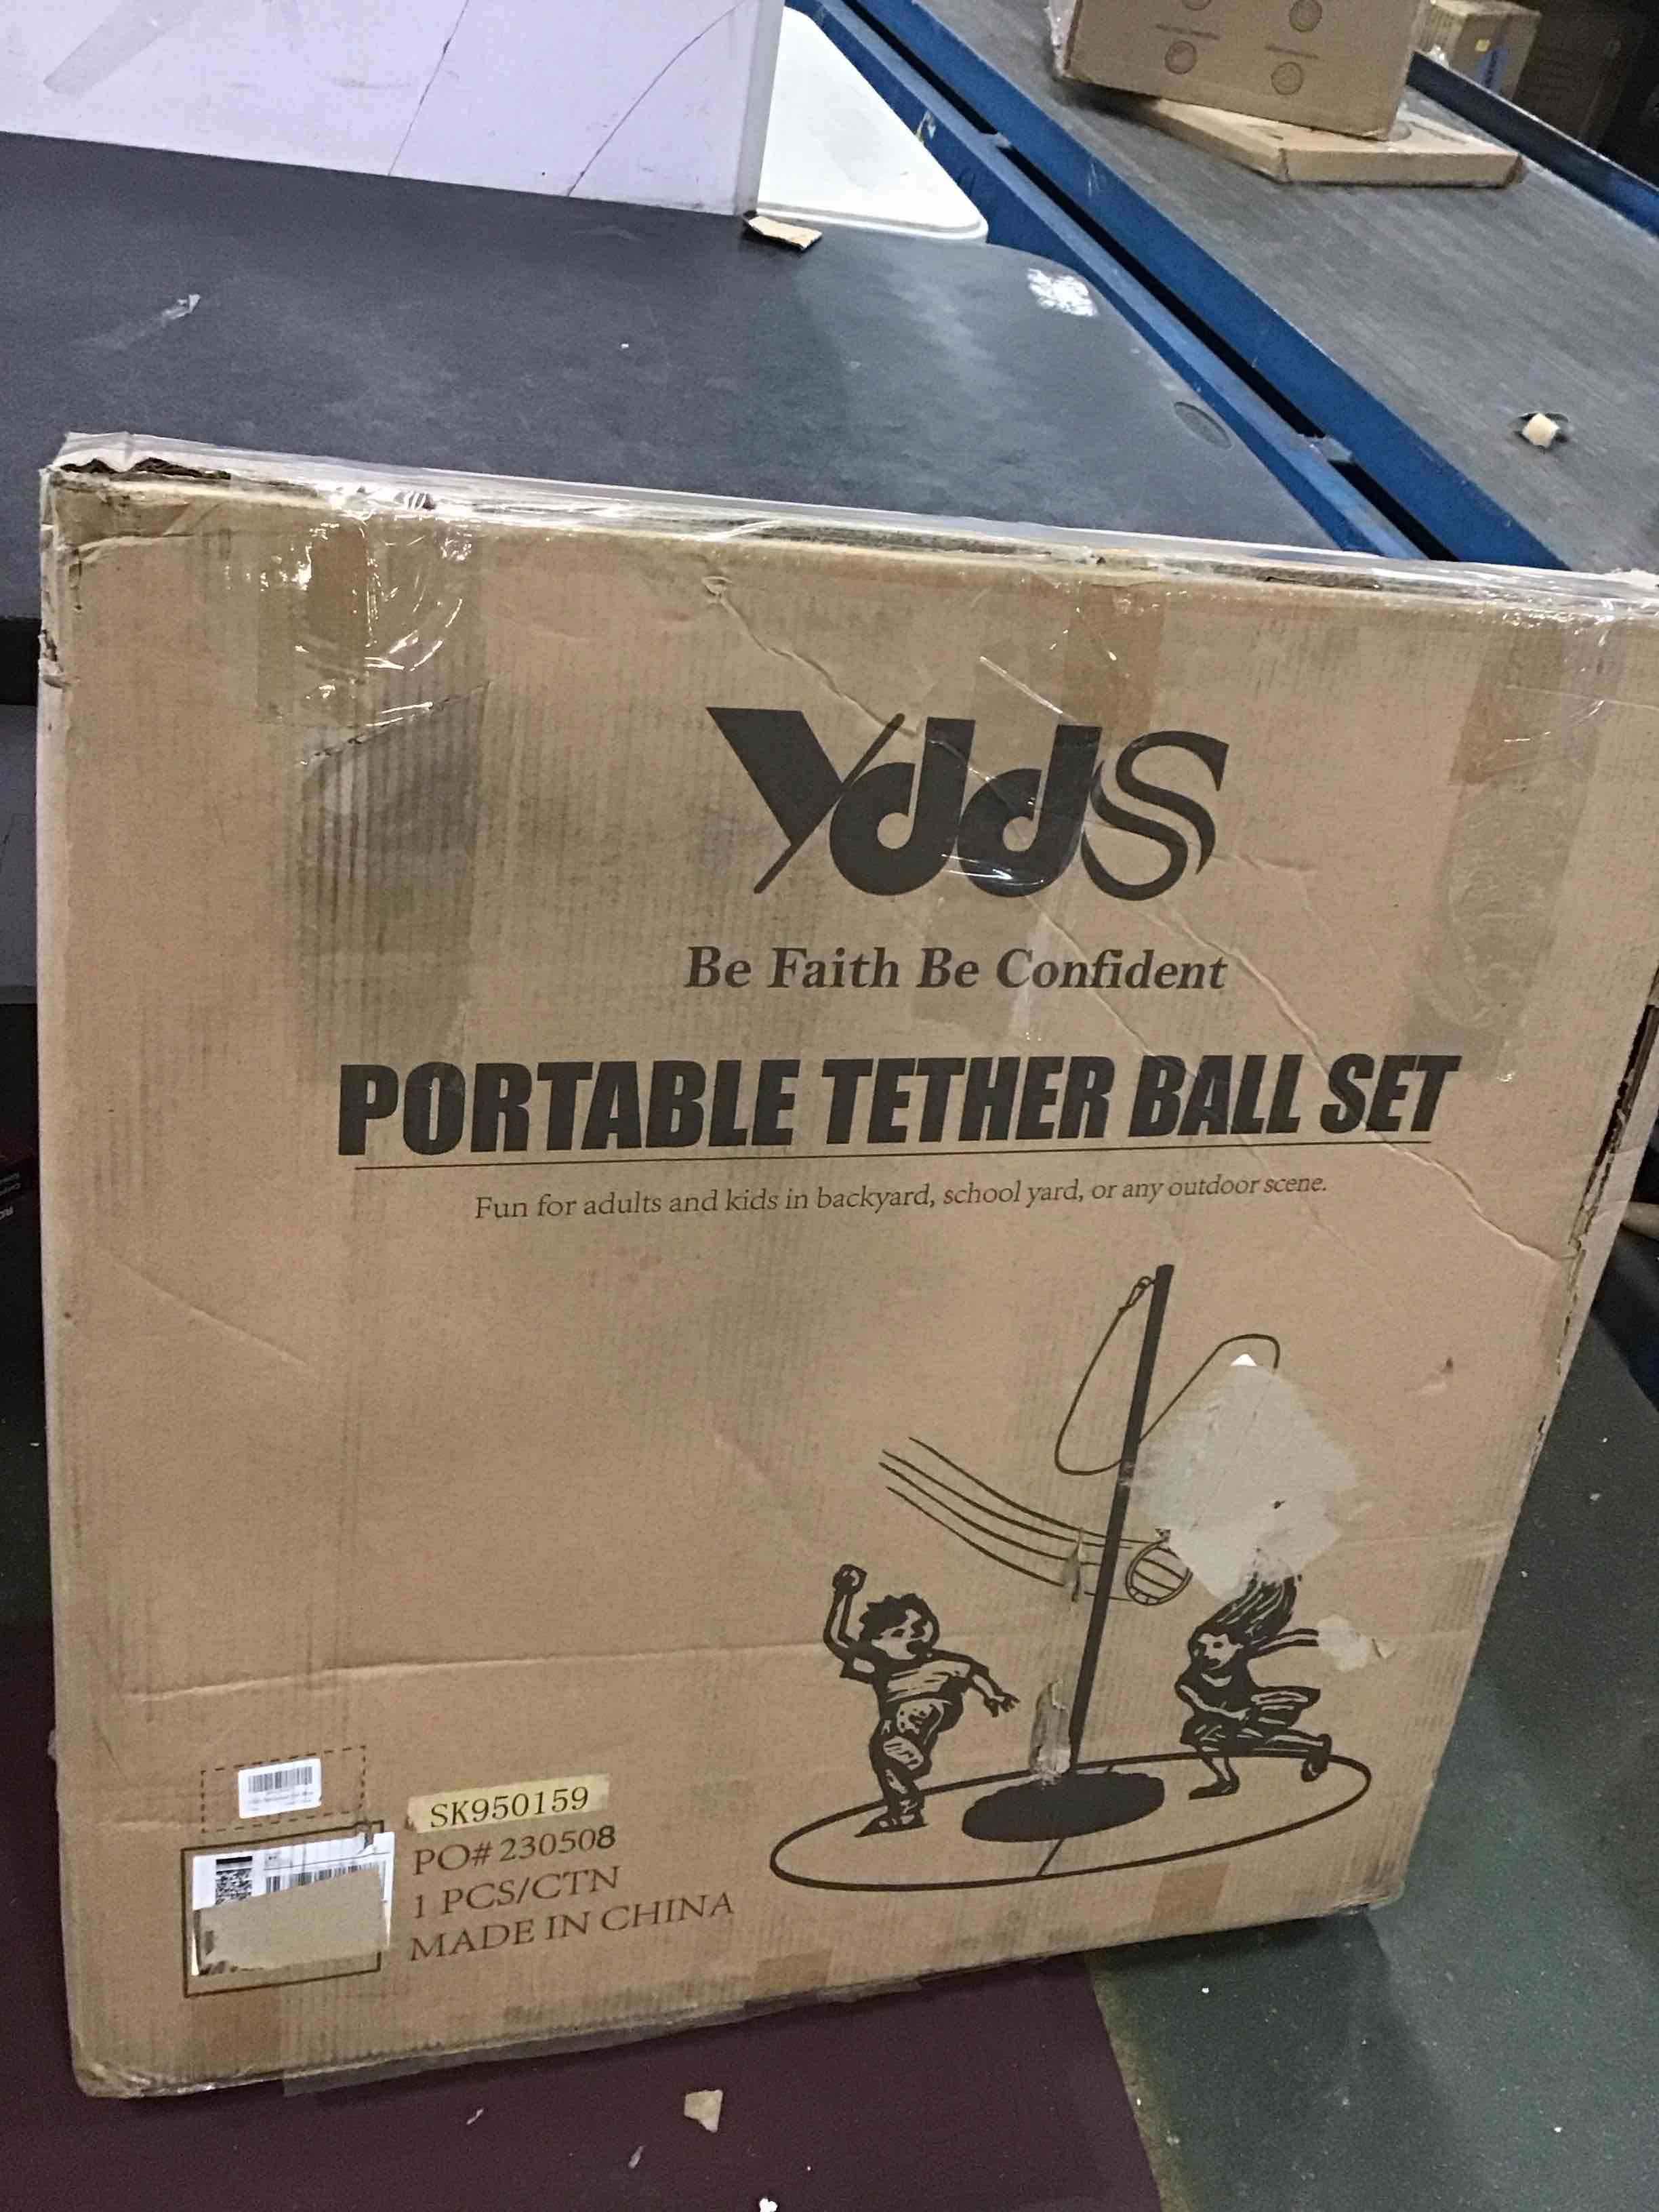 Ydds
Be Faith Be Confident
PORTABLE TETHER BALL SET
Fun for adults and kids in backyard, school yard, or any outdoor scene.
SK950159
PO# 230508
1 PCS/CTN
MADE IN CHINA